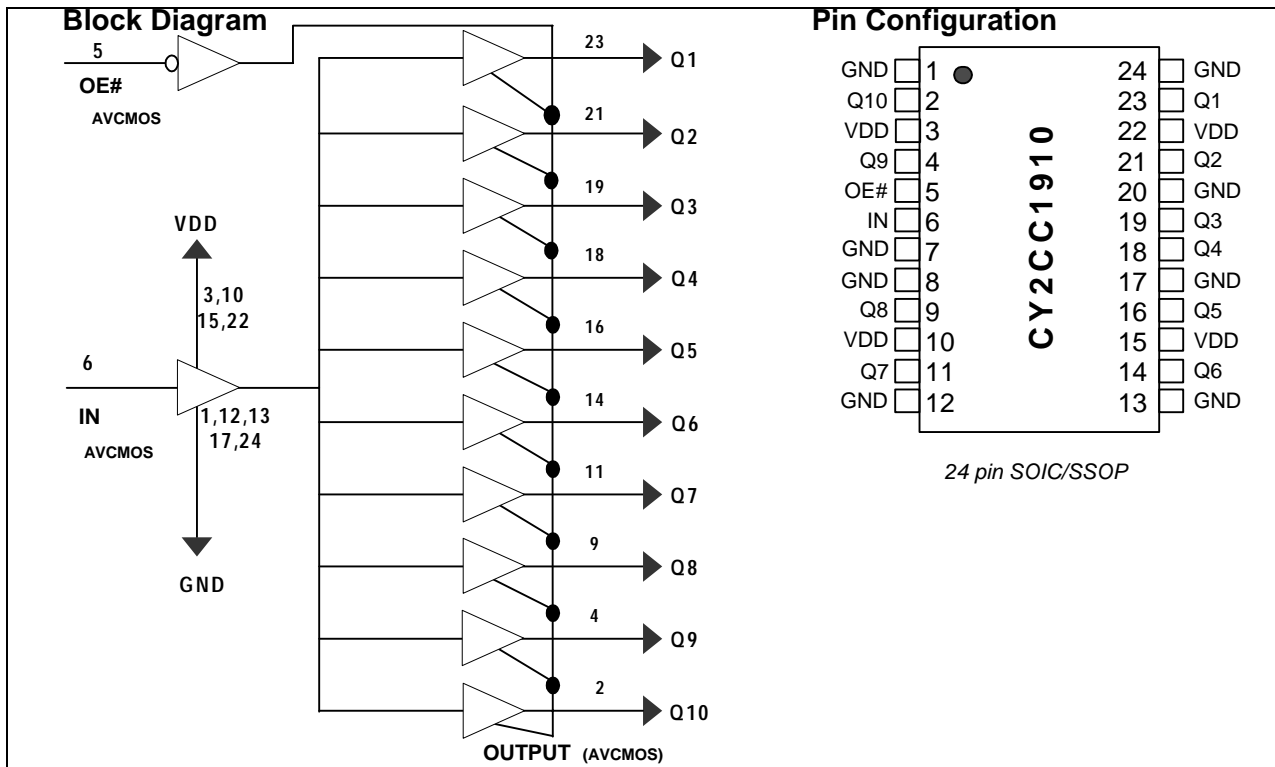 Block Diagram
5
OE#
AVCMOS
VDD
3,10
15,22
6
IN
AVCMOS
1,12,13
17,24
GND
23
Q1
21
Q2
19
Q3
18
Q4
16
Q5
14
Q6
11
Q7
9
Q8
4
Q9
2
Q10
OUTPUT (AVCMOS)
Pin Configuration
GND 1 24 GND
Q10 2 23 Q1
VDD 3 22 VDD
Q9 4 21 Q2
OE# 5 20 GND
IN 6 19 Q3
GND 7 18 Q4
GND 8 17 GND
Q8 9 16 Q5
VDD 10 15 VDD
Q7 11 14 Q6
GND 12 13 GND
CY2CC1910
24 pin SOIC/SSOP